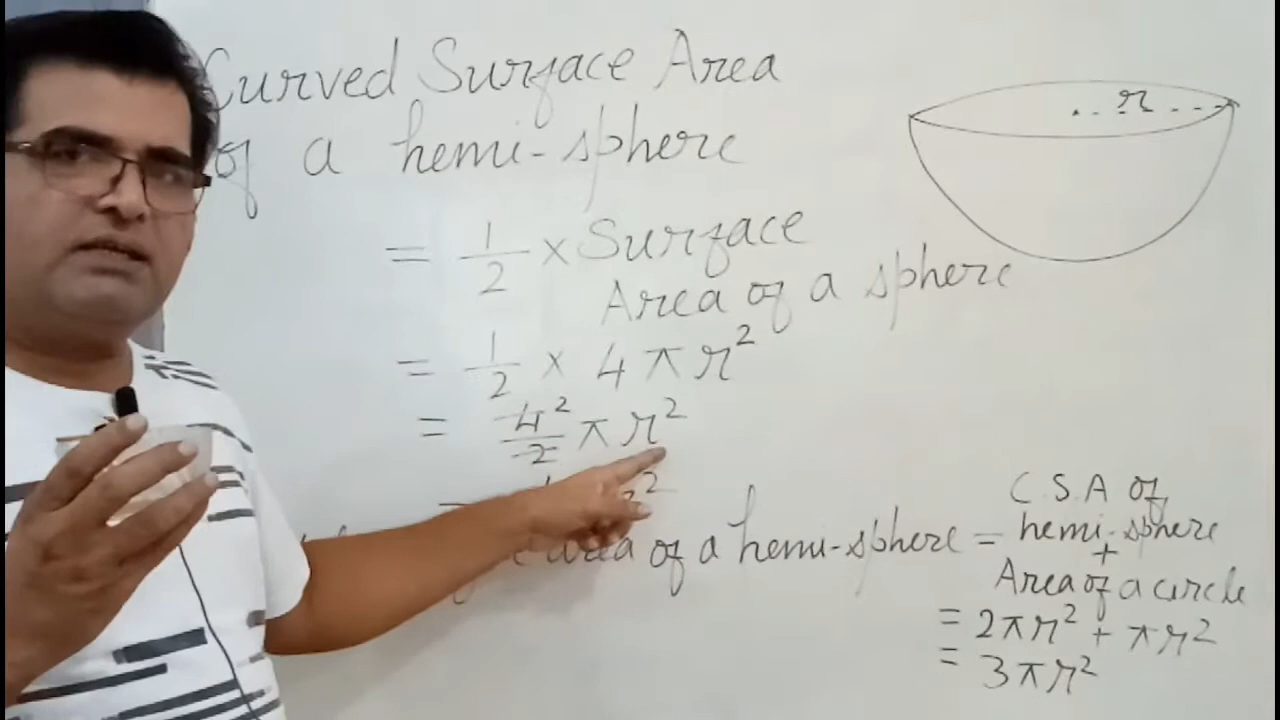 Curved Surface Area
of a hemi-sphere
r
= 1/2 × Surface
Area of a sphere
= 1/2 × 4πr²
= 4²/2 πr²
area of a hemi-sphere =
C.S.A of
hemi-sphere
+
Area of a circle
= 2πr² + πr²
= 3πr²